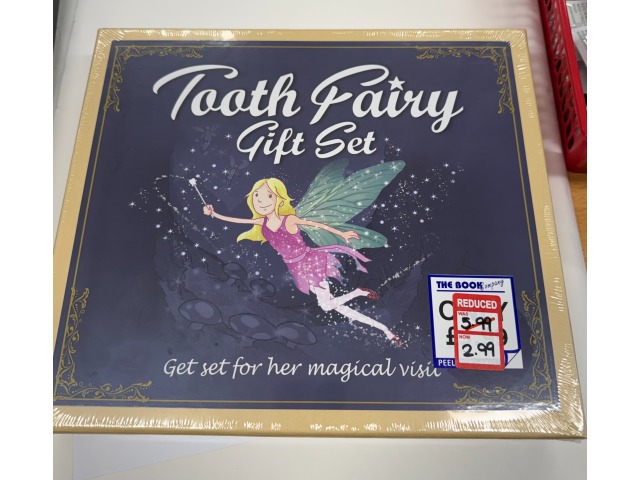 Tooth Fairy
Gift Set
Get set for her magical visit
THE BOOK Company
REDUCED
WAS
5.99
NOW
2.99
PEEL